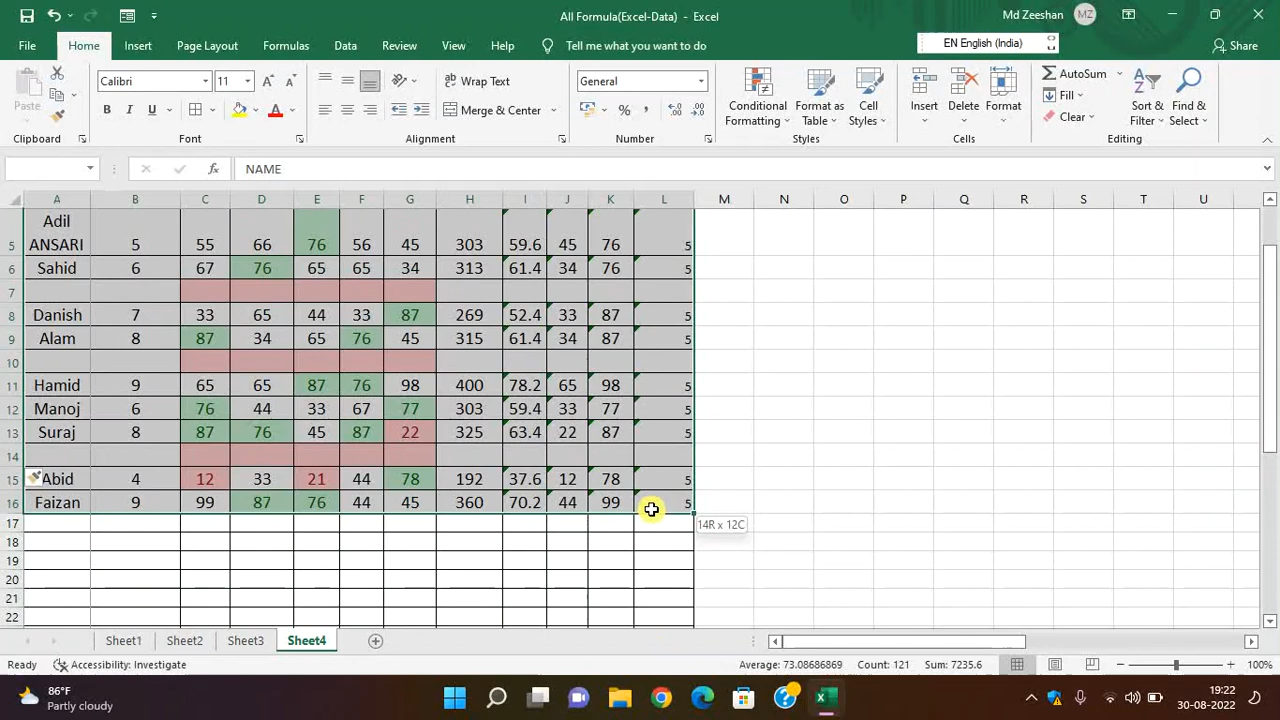 All Formula(Excel-Data) - Excel
Md Zeeshan MZ
File Home Insert Page Layout Formulas Data Review View Help Tell me what you want to do
EN English (India)
Share
Paste
Calibri 11
Wrap Text
General
Conditional Formatting
Format as Table
Cell Styles
Insert Delete Format
AutoSum
Fill
Clear
Sort & Filter
Find & Select
B I U A
Merge & Center
% ,
Clipboard Font Alignment Number Styles Cells Editing
fx NAME
A B C D E F G H I J K L M N O P Q R S T U
5 Adil ANSARI 5 55 66 76 56 45 303 59.6 45 76 5
6 Sahid 6 67 76 65 65 34 313 61.4 34 76 5
7
8 Danish 7 33 65 44 33 87 269 52.4 33 87 5
9 Alam 8 87 34 65 76 45 315 61.4 34 87 5
10
11 Hamid 9 65 65 87 76 98 400 78.2 65 98 5
12 Manoj 6 76 44 33 67 77 303 59.4 33 77 5
13 Suraj 8 87 76 45 87 22 325 63.4 22 87 5
14
15 Abid 4 12 33 21 44 78 192 37.6 12 78 5
16 Faizan 9 99 87 76 44 45 360 70.2 44 99 5
17 14R x 12C
18
19
20
21
22
Sheet1 Sheet2 Sheet3 Sheet4
Ready Accessibility: Investigate Average: 73.08686869 Count: 121 Sum: 7235.6 100%
86°F
Partly cloudy
19:22
30-08-2022